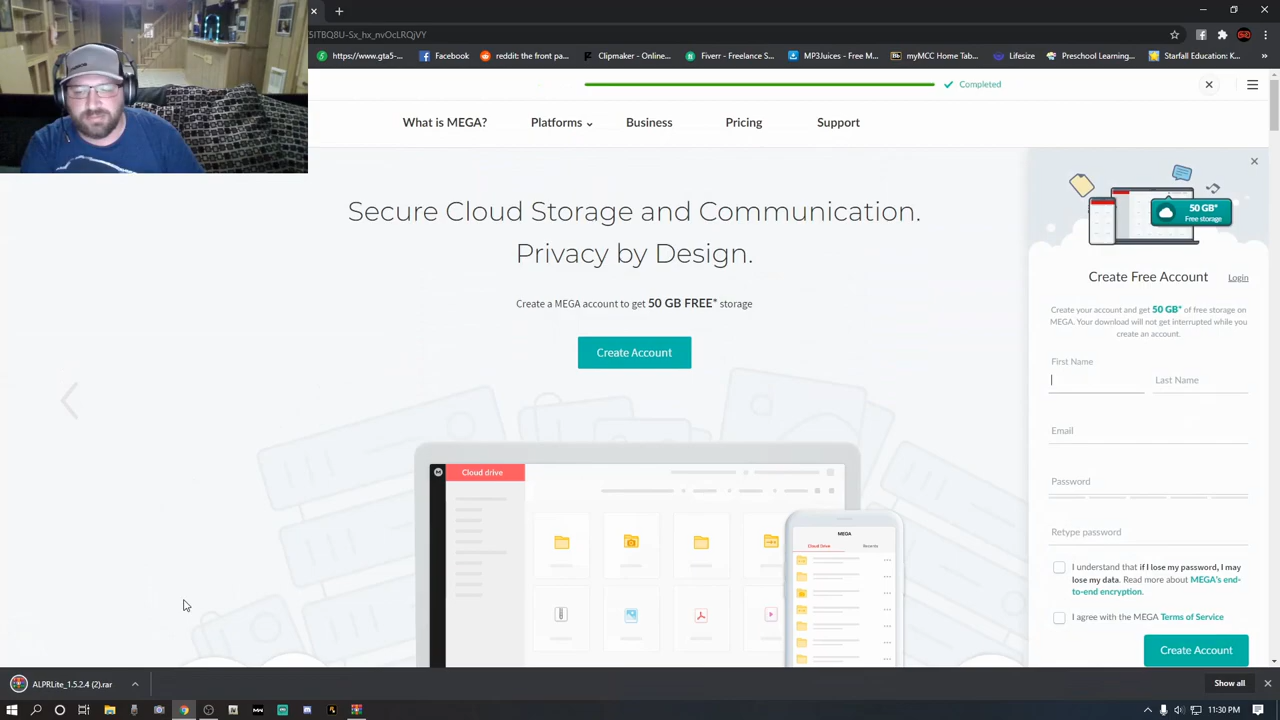 5ITBQ8U-5x_hx_nvOcLRQjVY
https://www.gta5-...
Facebook
reddit: the front pa...
Clipmaker - Online...
Fiverr - Freelance S...
MP3Juices - Free M...
myMCC Home Tab...
Lifesize
Preschool Learning...
Starfall Education: K...
Completed
What is MEGA?
Platforms
Business
Pricing
Support
Secure Cloud Storage and Communication.
Privacy by Design.
Create a MEGA account to get 50 GB FREE* storage
Create Account
50 GB*
Free storage
Create Free Account
Login
Create your account and get 50 GB* of free storage on
MEGA. Your download will not get interrupted while you
create an account.
First Name
Last Name
Email
Password
Retype password
I understand that if I lose my password, I may
lose my data. Read more about MEGA's end-
to-end encryption.
I agree with the MEGA Terms of Service
Create Account
Cloud drive
MEGA
Cloud Drive
Recents
ALPRLite_1.5.2.4 (2).rar
Show all
11:30 PM